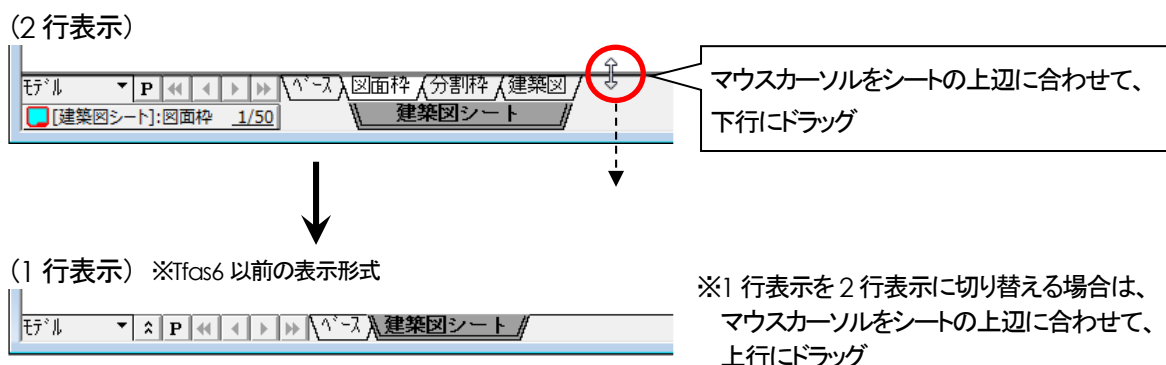 （2 行表示）
マウスカーソルをシートの上辺に合わせて、
下行にドラッグ
ﾓﾃﾞﾙ P ﾍﾞｰｽ 図面枠 分割枠 建築図
[建築図シート]:図面枠 1/50 建築図シート
（1 行表示） ※Tfas6 以前の表示形式
ﾓﾃﾞﾙ P ﾍﾞｰｽ 建築図シート
※1 行表示を 2 行表示に切り替える場合は、
マウスカーソルをシートの上辺に合わせて、
上行にドラッグ